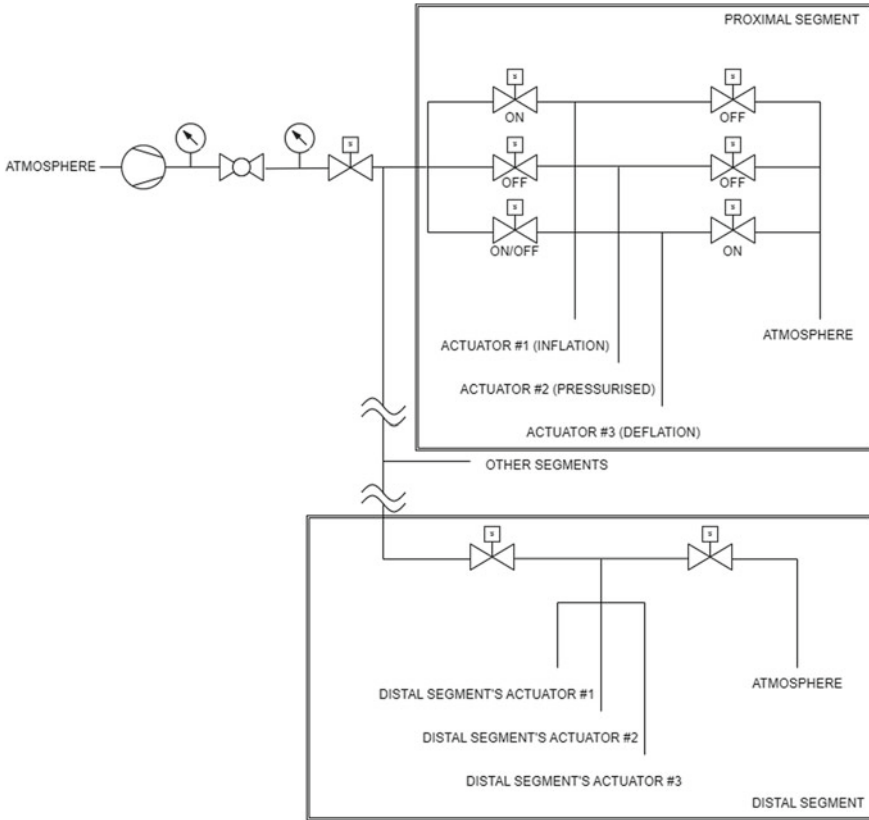 PROXIMAL SEGMENT
S
S
ON
OFF
S
S
S
ATMOSPHERE
OFF
OFF
S
S
ON/OFF
ON
ATMOSPHERE
ACTUATOR #1 (INFLATION)
ACTUATOR #2 (PRESSURISED)
ACTUATOR #3 (DEFLATION)
OTHER SEGMENTS
S
S
ATMOSPHERE
DISTAL SEGMENT'S ACTUATOR #1
DISTAL SEGMENT'S ACTUATOR #2
DISTAL SEGMENT'S ACTUATOR #3
DISTAL SEGMENT